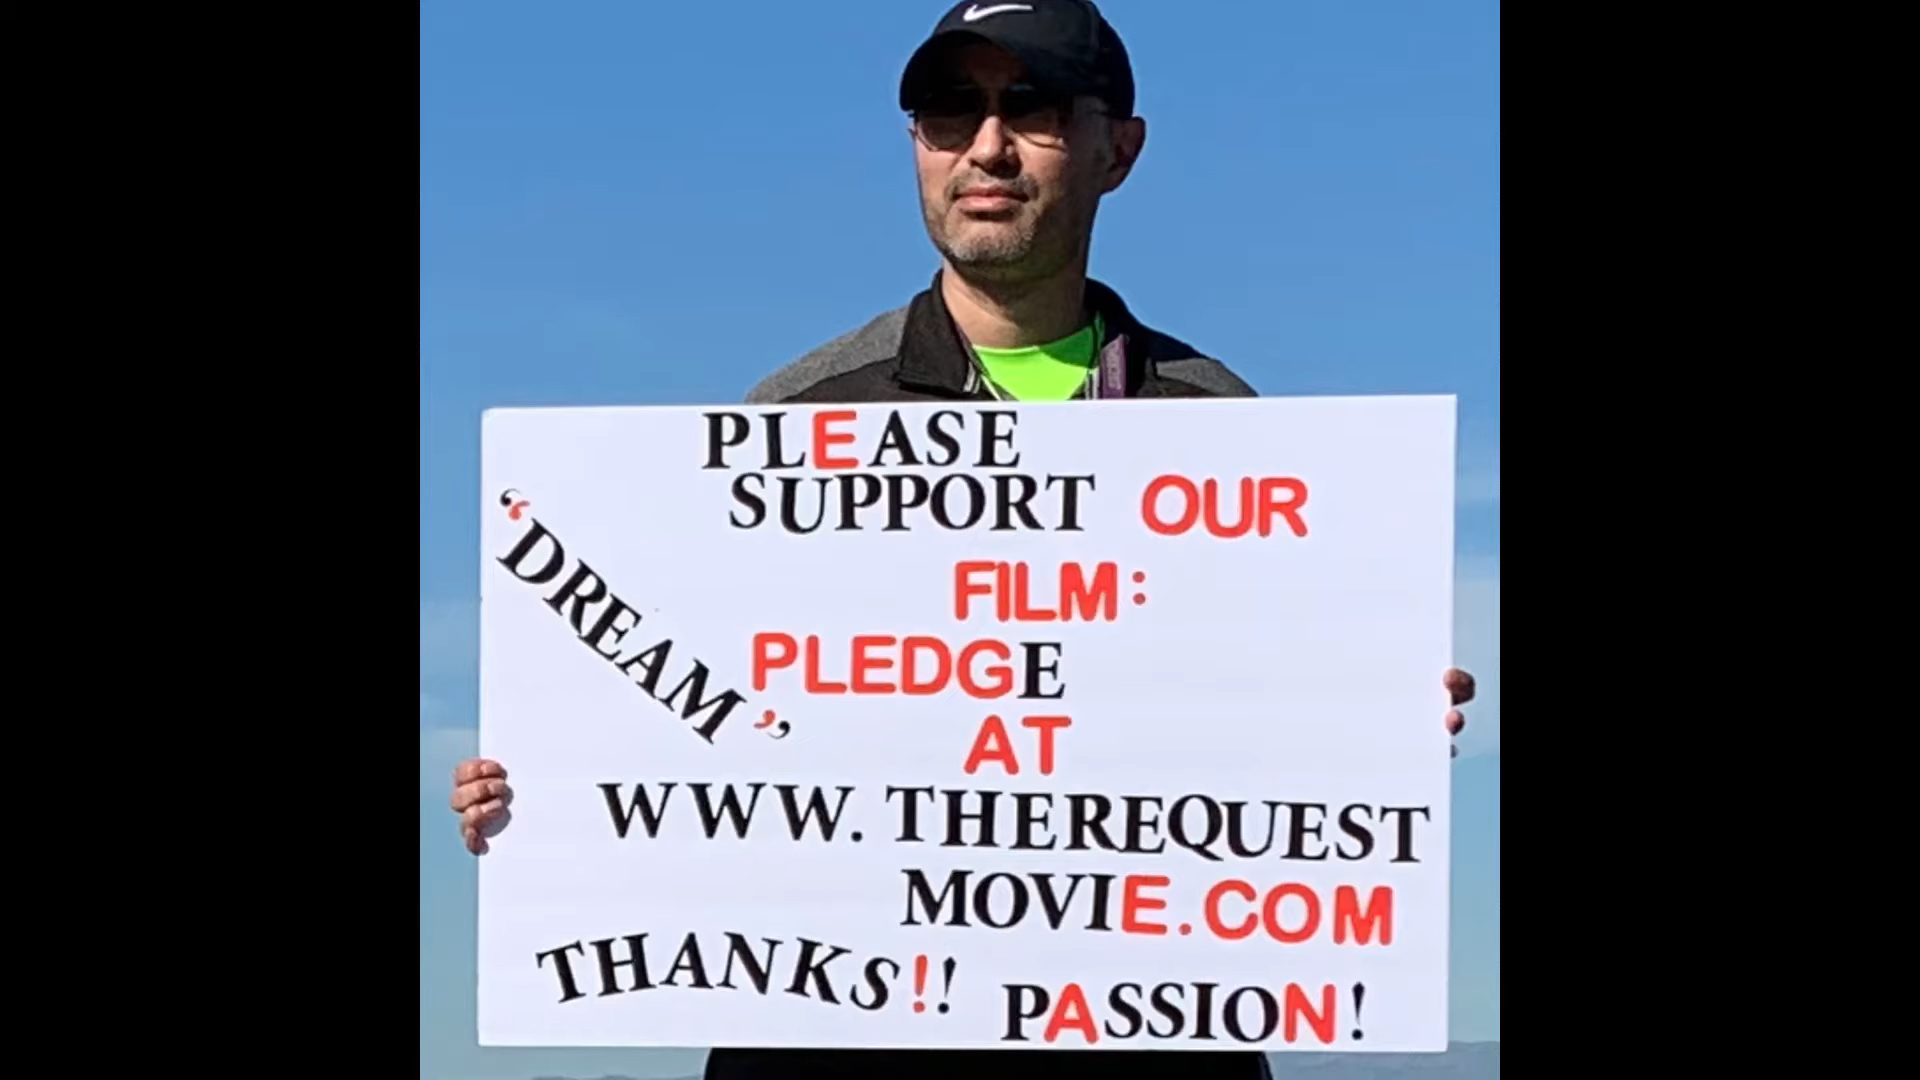 PLEASE
SUPPORT OUR
FILM:
"DREAM"
PLEDGE
AT
WWW.THEREQUEST
MOVIE.COM
THANKS!!
PASSION!